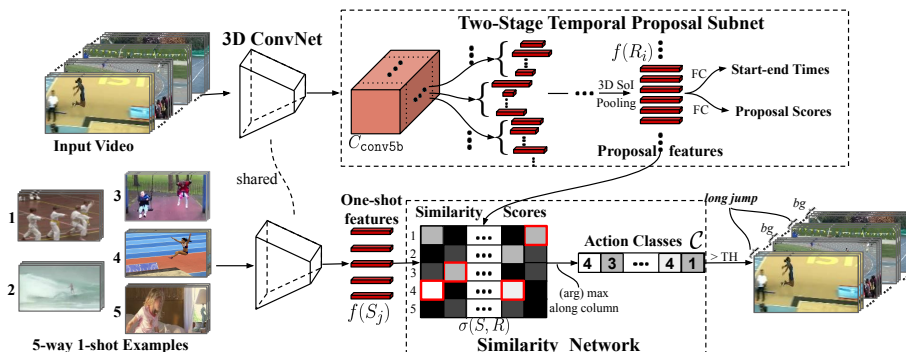 Two-Stage Temporal Proposal Subnet
3D ConvNet
f(R_i)
FC
Start-end Times
3D SoI
Pooling
FC
Proposal Scores
C_conv5b
Input Video
Proposal features
shared
One-shot
features
Similarity Scores
long jump
bg
bg
1
2
3
4
5
1
2
3
4
5
Action Classes C
4 3 ••• 4 1
> TH
(arg) max
along column
f(S_j)
σ(S, R)
5-way 1-shot Examples
Similarity Network